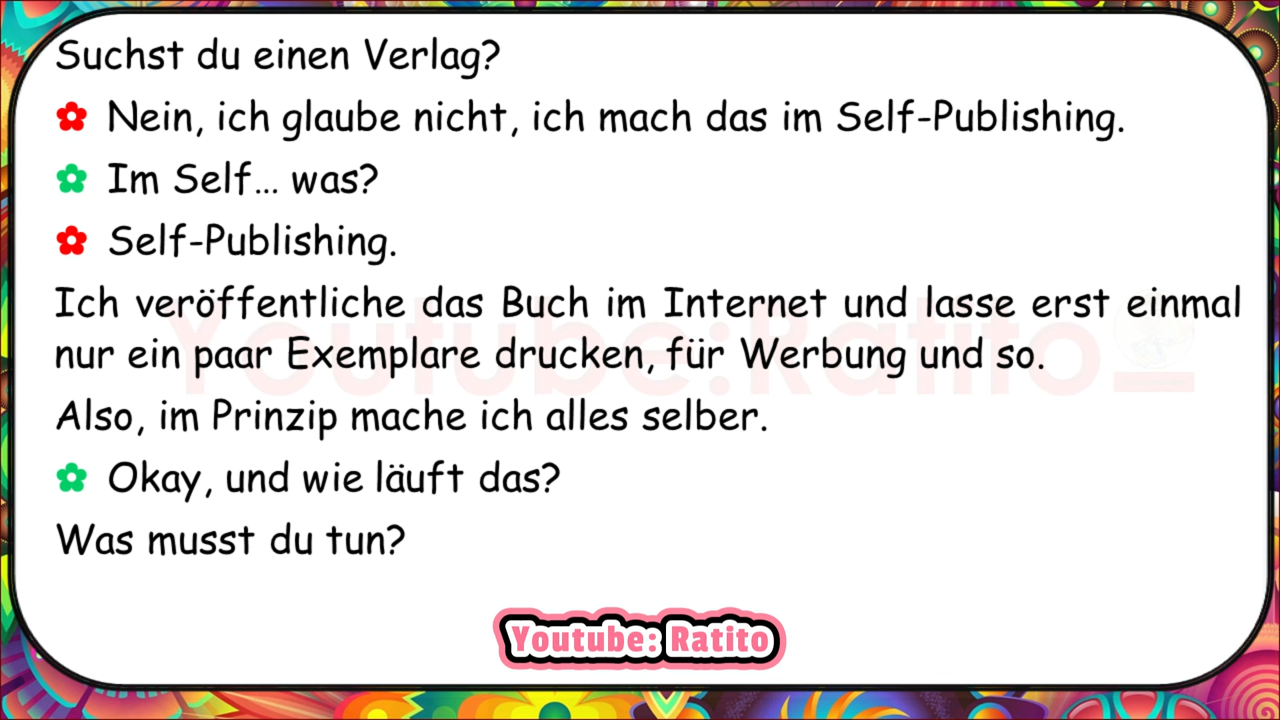 Suchst du einen Verlag?
Nein, ich glaube nicht, ich mach das im Self-Publishing.
Im Self... was?
Self-Publishing.
Ich veröffentliche das Buch im Internet und lasse erst einmal
nur ein paar Exemplare drucken, für Werbung und so.
Also, im Prinzip mache ich alles selber.
Okay, und wie läuft das?
Was musst du tun?
Youtube: Ratito
Youtube:Ratito